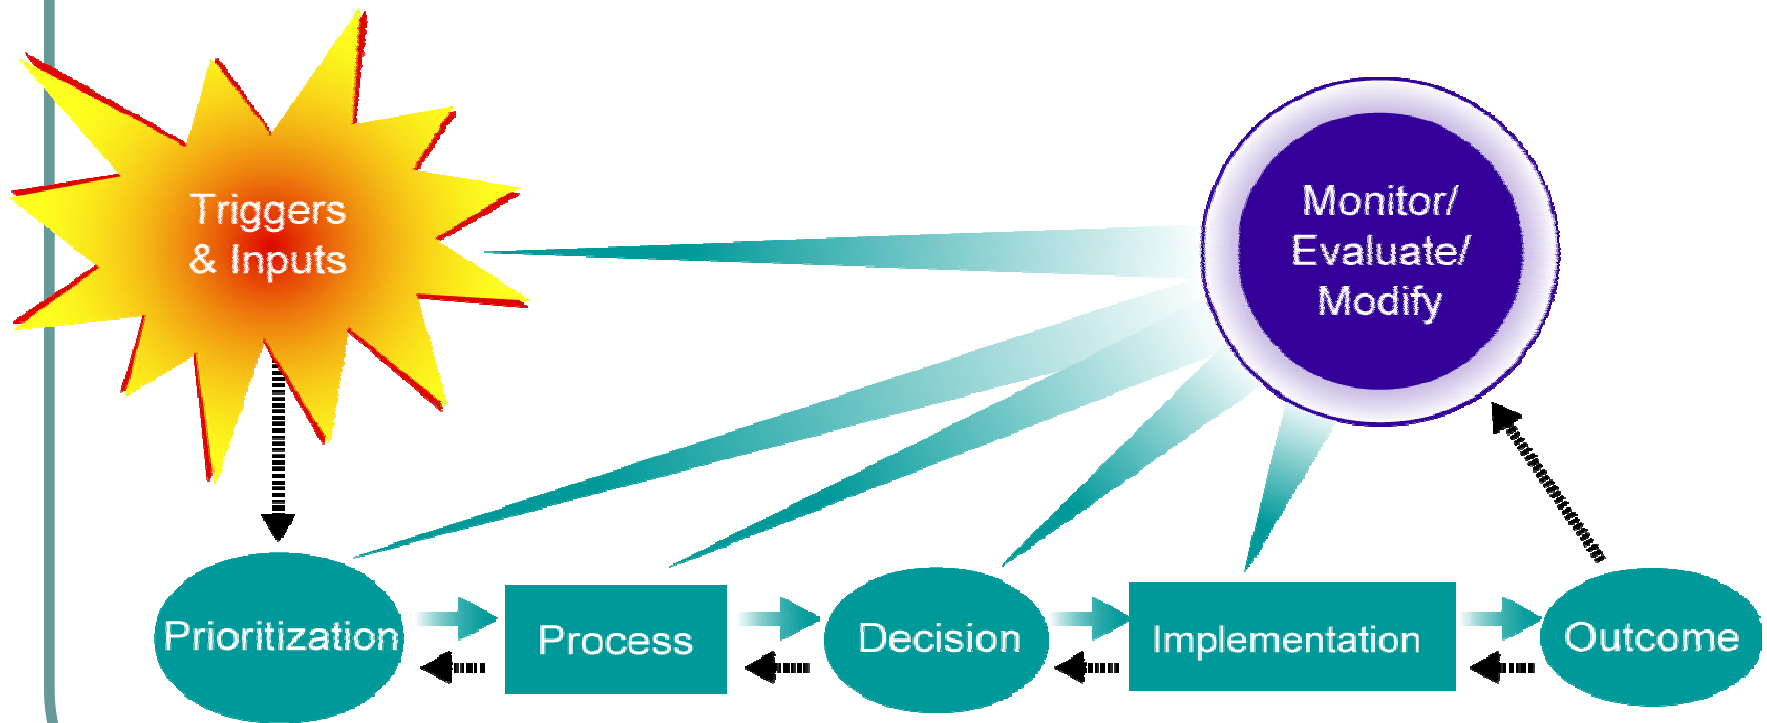 Triggers
& Inputs
Monitor/
Evaluate/
Modify
Prioritization
Process
Decision
Implementation
Outcome